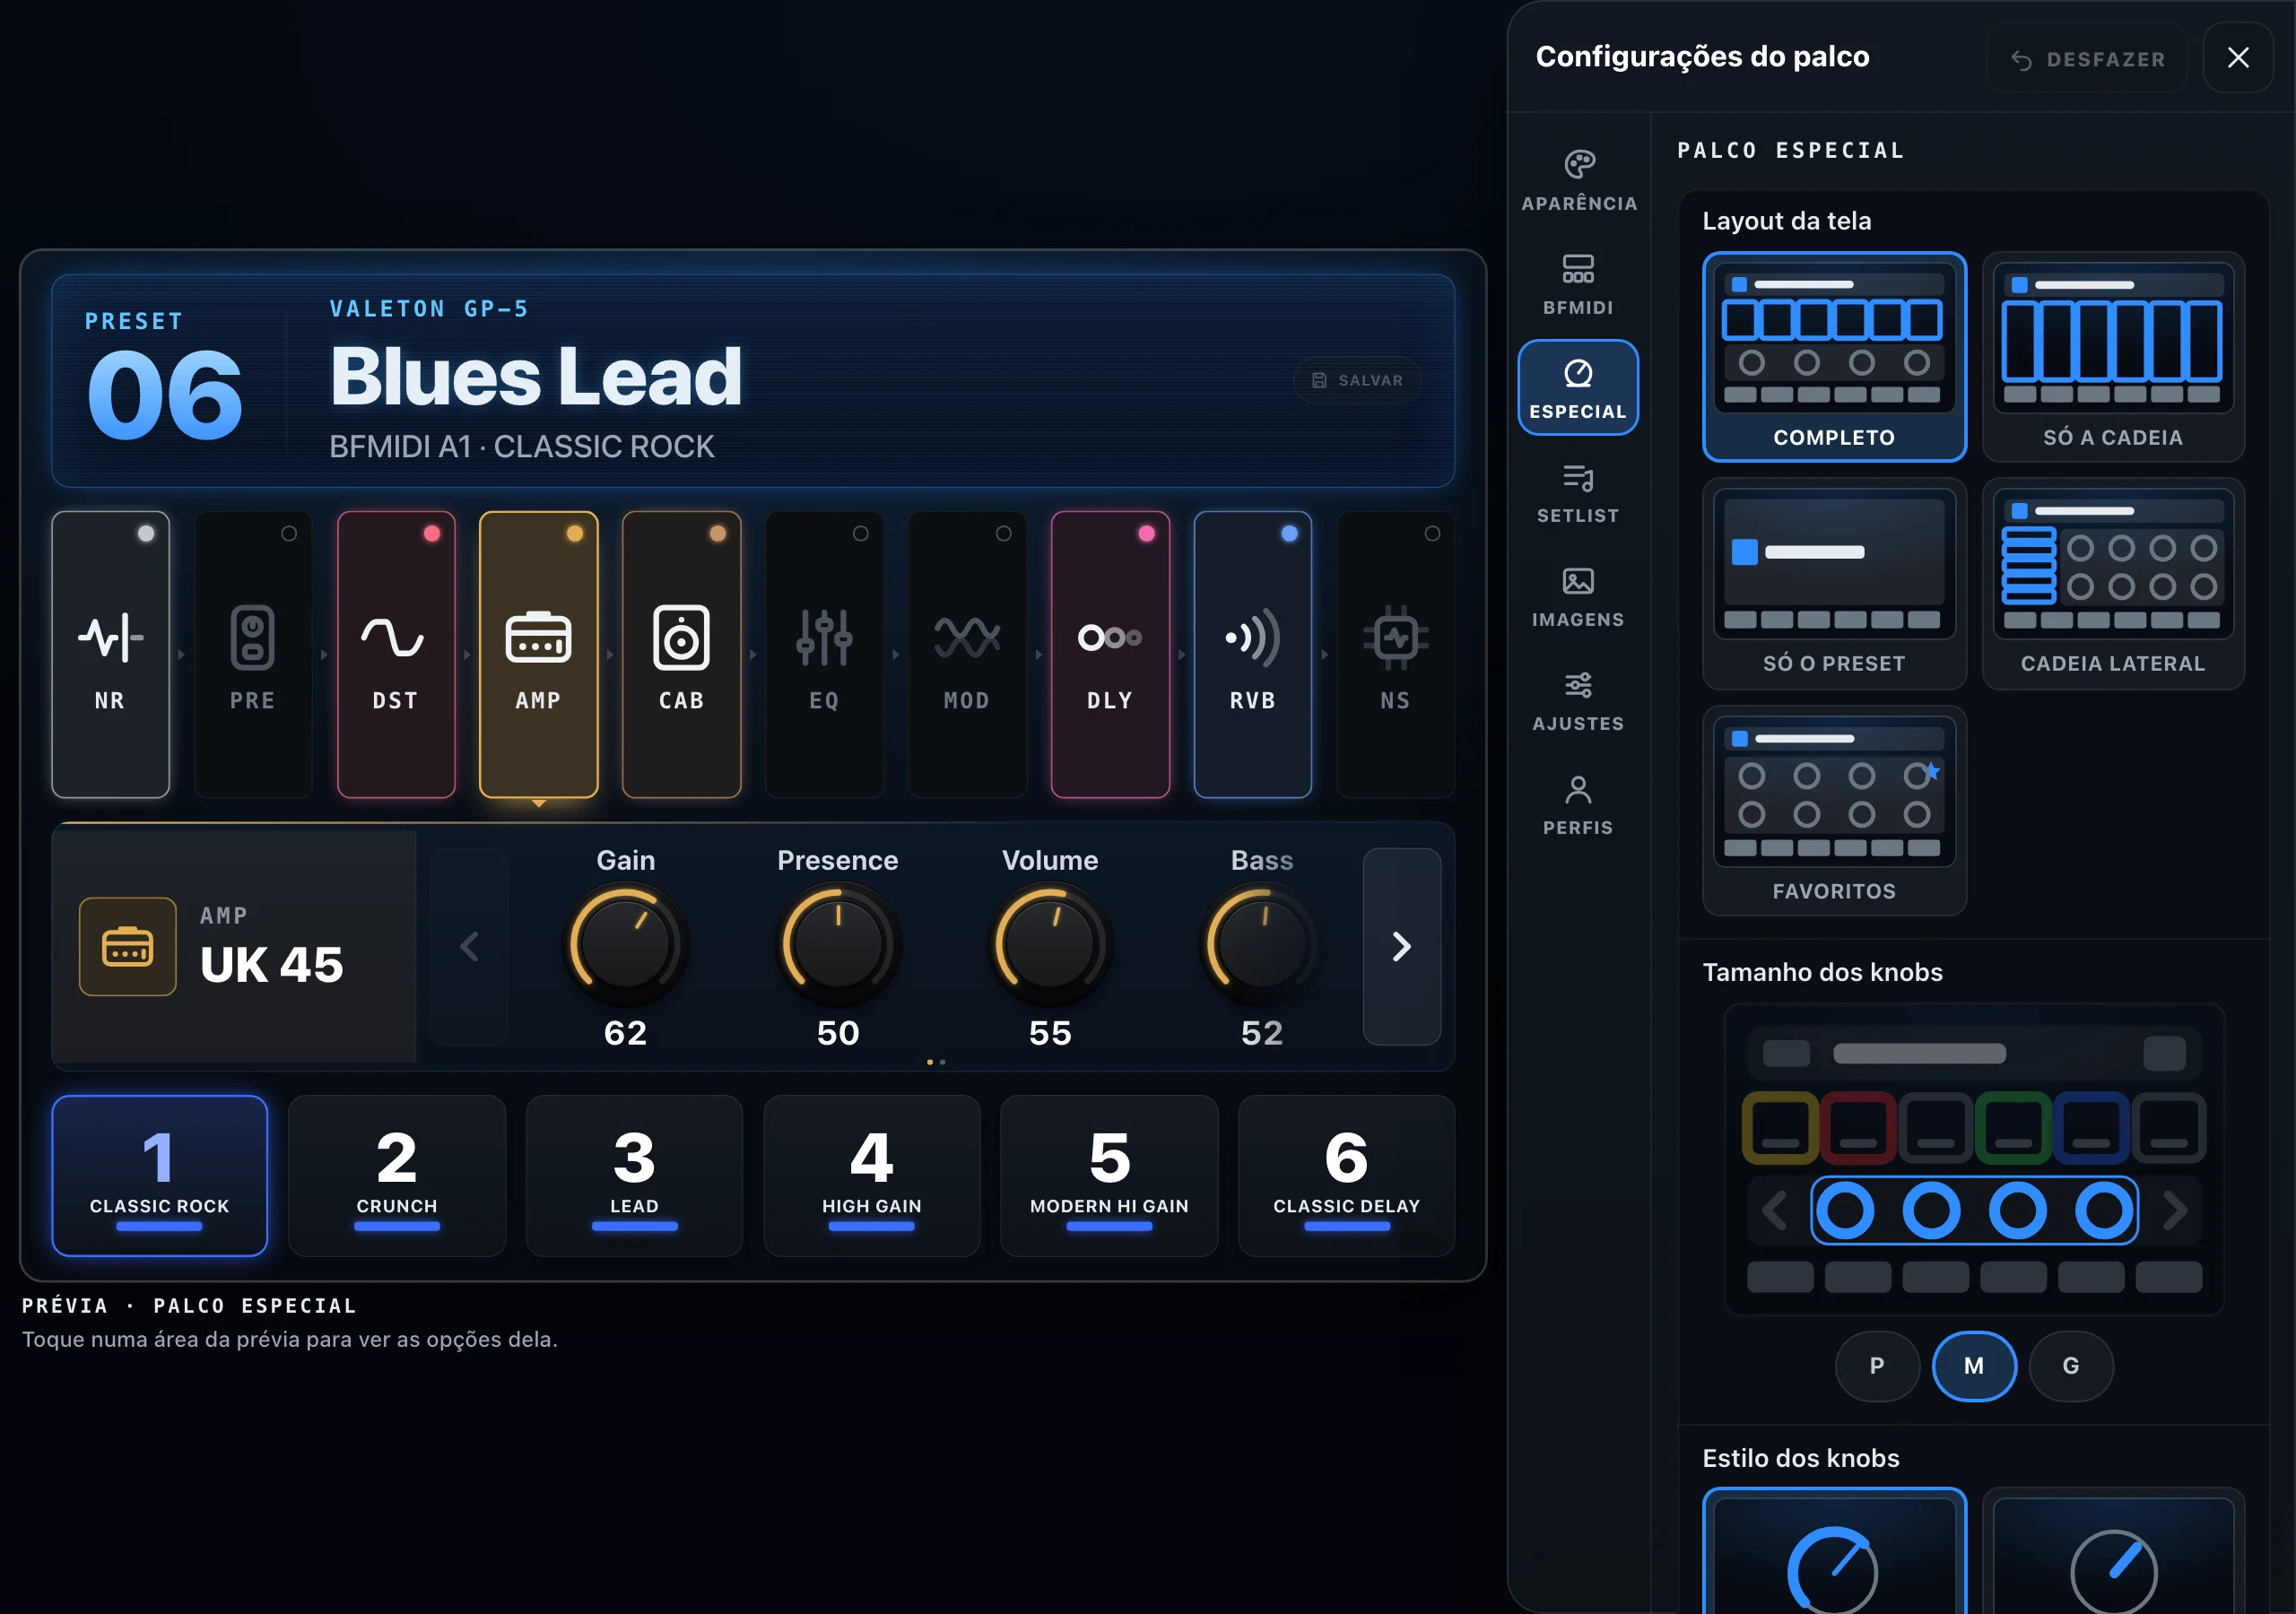 Configurações do palco
DESFAZER
APARÊNCIA
BFMIDI
ESPECIAL
SETLIST
IMAGENS
AJUSTES
PERFIS
PALCO ESPECIAL
Layout da tela
COMPLETO
SÓ A CADEIA
SÓ O PRESET
CADEIA LATERAL
FAVORITOS
Tamanho dos knobs
P
M
G
Estilo dos knobs
PRESET
06
VALETON GP-5
Blues Lead
BFMIDI A1 · CLASSIC ROCK
SALVAR
NR
PRE
DST
AMP
CAB
EQ
MOD
DLY
RVB
NS
AMP
UK 45
Gain
62
Presence
50
Volume
55
Bass
52
1
CLASSIC ROCK
2
CRUNCH
3
LEAD
4
HIGH GAIN
5
MODERN HI GAIN
6
CLASSIC DELAY
PRÉVIA · PALCO ESPECIAL
Toque numa área da prévia para ver as opções dela.